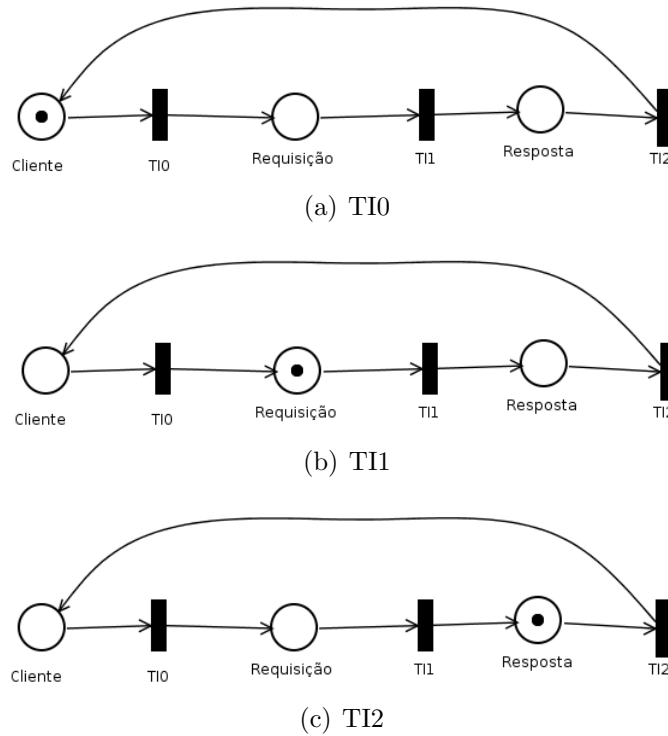 Cliente TI0 Requisição TI1 Resposta TI2
(a) TI0
Cliente TI0 Requisição TI1 Resposta TI2
(b) TI1
Cliente TI0 Requisição TI1 Resposta TI2
(c) TI2